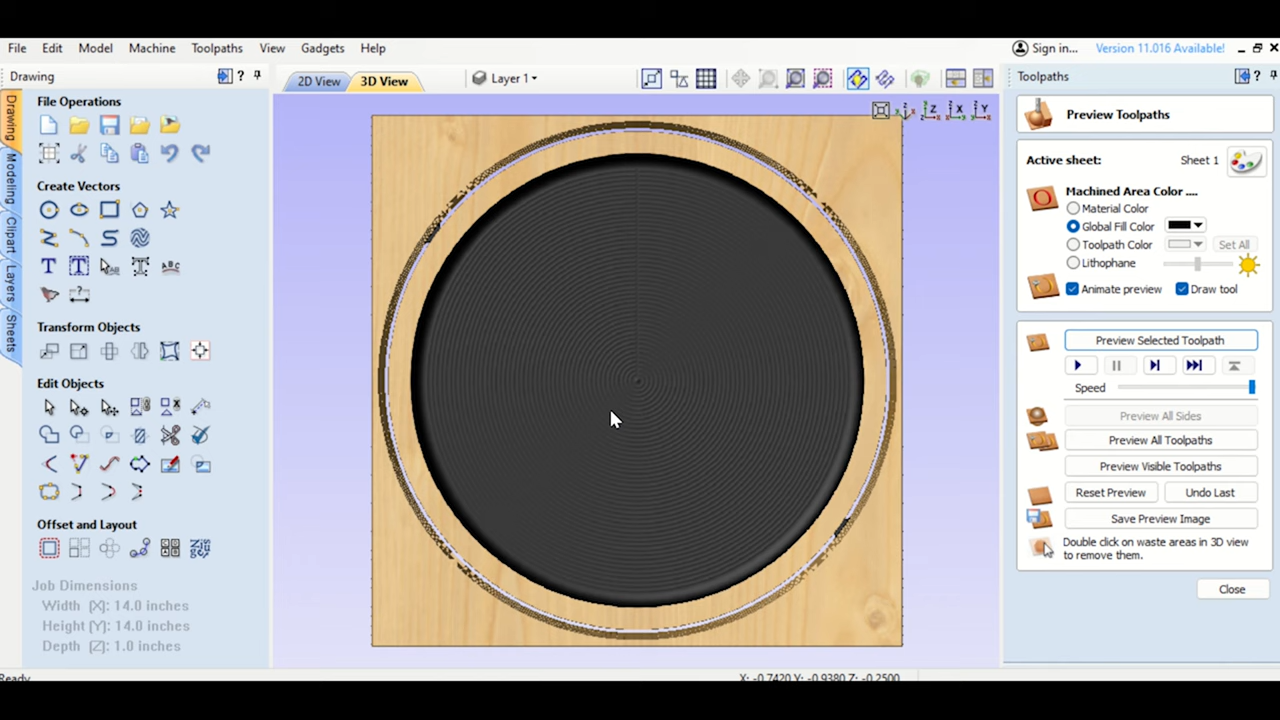 File Edit Model Machine Toolpaths View Gadgets Help
Sign in... Version 11.016 Available!
Drawing
?
2D View
3D View
Layer 1
Z X Y
Toolpaths
?
Drawing
Modeling
Clipart
Layers
Sheets
File Operations
Create Vectors
Transform Objects
Edit Objects
Offset and Layout
Job Dimensions
Width (X): 14.0 inches
Height (Y): 14.0 inches
Depth (Z): 1.0 inches
Preview Toolpaths
Active sheet: Sheet 1
Machined Area Color ....
Material Color
Global Fill Color
Toolpath Color Set All
Lithophane
Animate preview Draw tool
Preview Selected Toolpath
Speed
Preview All Sides
Preview All Toolpaths
Preview Visible Toolpaths
Reset Preview Undo Last
Save Preview Image
Double click on waste areas in 3D view
to remove them.
Close
Ready
X: -0.7420 Y: -0.9380 Z: -0.2500